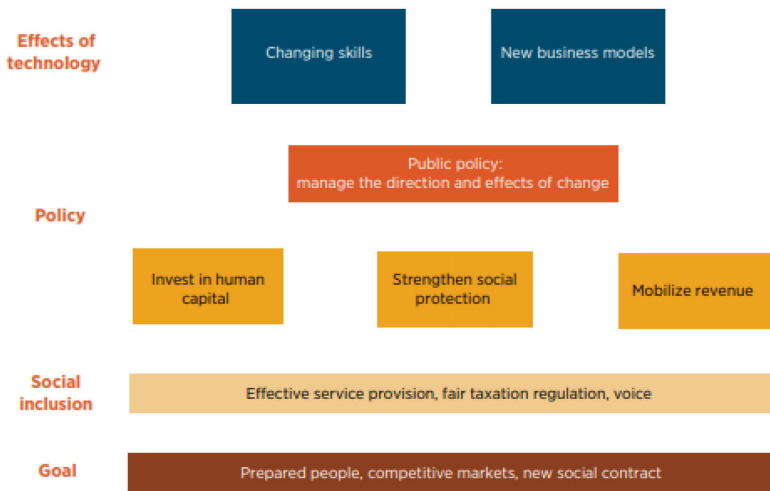 Effects of
technology
Changing skills
New business models
Public policy:
manage the direction and effects of change
Policy
Invest in human
capital
Strengthen social
protection
Mobilize revenue
Social
inclusion
Effective service provision, fair taxation regulation, voice
Goal
Prepared people, competitive markets, new social contract